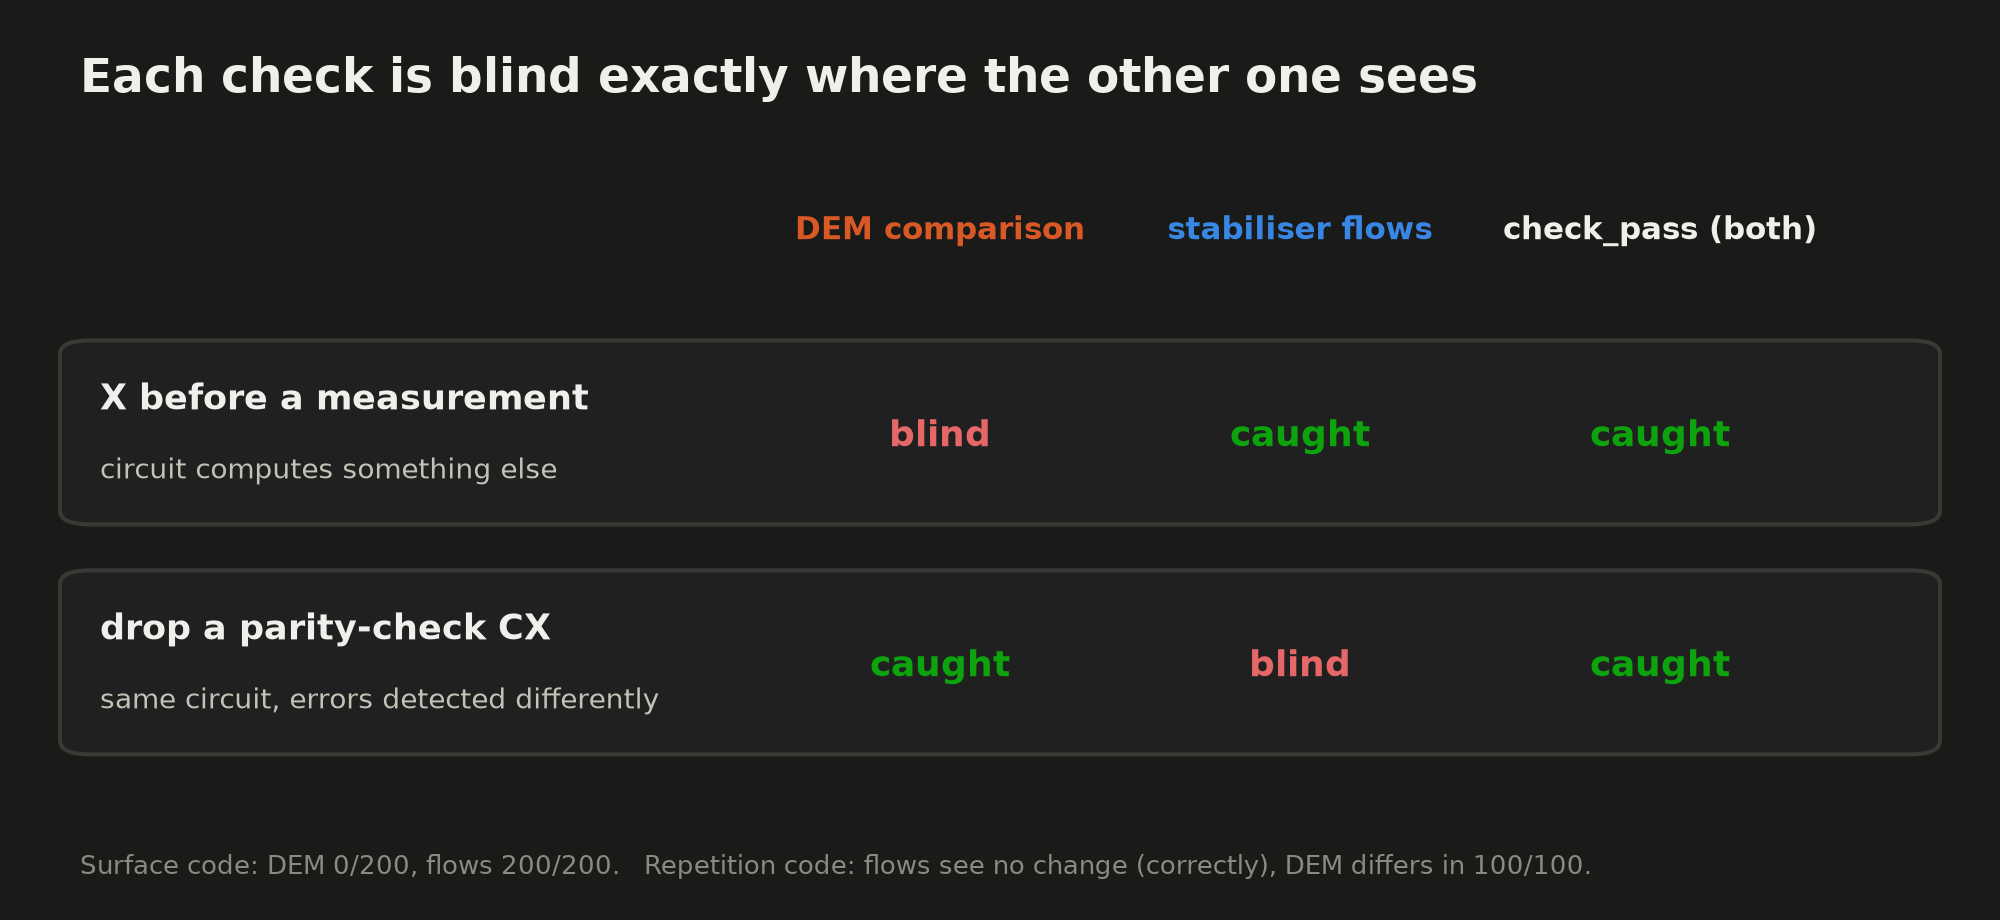 Each check is blind exactly where the other one sees
DEM comparison stabiliser flows check_pass (both)
X before a measurement
blind caught caught
circuit computes something else
drop a parity-check CX
caught blind caught
same circuit, errors detected differently
Surface code: DEM 0/200, flows 200/200. Repetition code: flows see no change (correctly), DEM differs in 100/100.